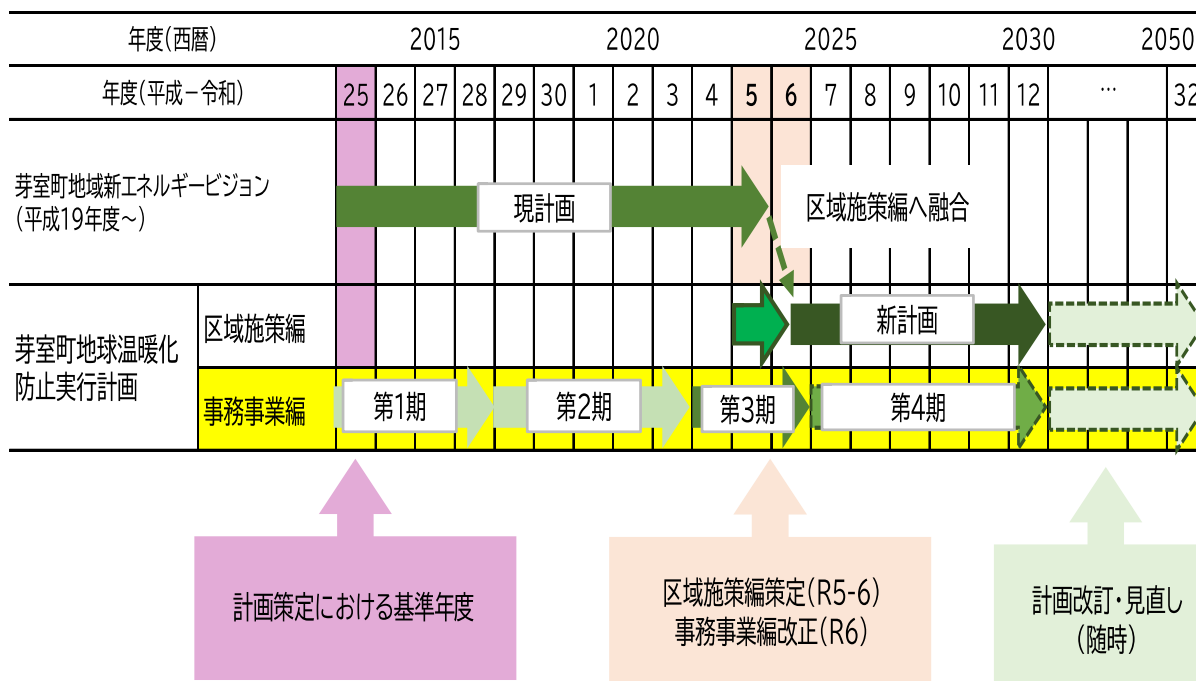 年度(西暦) 2015 2020 2025 2030 2050
年度(平成－令和) 25 26 27 28 29 30 1 2 3 4 5 6 7 8 9 10 11 12 … 32
芽室町地域新エネルギービジョン
(平成19年度～)
現計画
区域施策編へ融合
芽室町地球温暖化
防止実行計画
区域施策編
新計画
事務事業編
第1期
第2期
第3期
第4期
計画策定における基準年度
区域施策編策定(R5-6)
事務事業編改正(R6)
計画改訂・見直し
(随時)